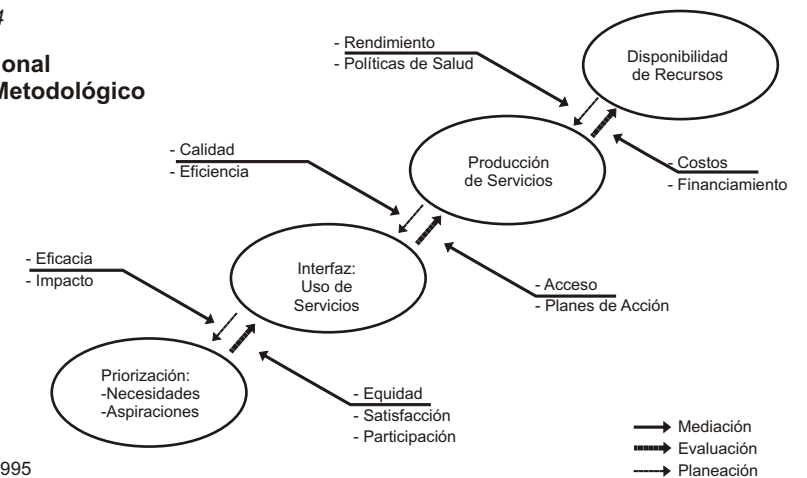 4
onal
Metodológico
- Rendimiento
- Políticas de Salud
Disponibilidad
de Recursos
- Calidad
- Eficiencia
Producción
de Servicios
- Costos
- Financiamiento
- Eficacia
- Impacto
Interfaz:
Uso de
Servicios
- Acceso
- Planes de Acción
Priorización:
-Necesidades
-Aspiraciones
- Equidad
- Satisfacción
- Participación
Mediación
Evaluación
Planeación
995